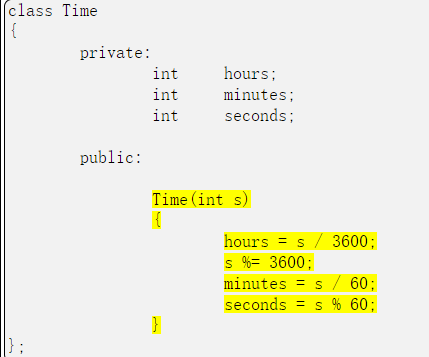 class Time
{
private:
int hours;
int minutes;
int seconds;
public:
Time(int s)
{
hours = s / 3600;
s %= 3600;
minutes = s / 60;
seconds = s % 60;
}
};